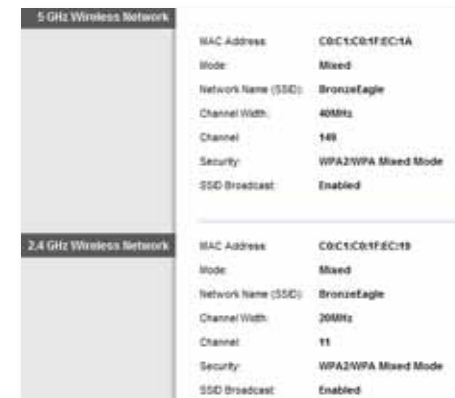 5 GHz Wireless Network
MAC Address: C0:C1:C0:1F:EC:1A
Mode: Mixed
Network Name (SSID): BronzeEagle
Channel Width: 40MHz
Channel: 149
Security: WPA2/WPA Mixed Mode
SSID Broadcast: Enabled
2.4 GHz Wireless Network
MAC Address: C0:C1:C0:1F:EC:19
Mode: Mixed
Network Name (SSID): BronzeEagle
Channel Width: 20MHz
Channel: 11
Security: WPA2/WPA Mixed Mode
SSID Broadcast: Enabled